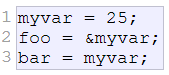 1 myvar = 25;
2 foo = &myvar;
3 bar = myvar;